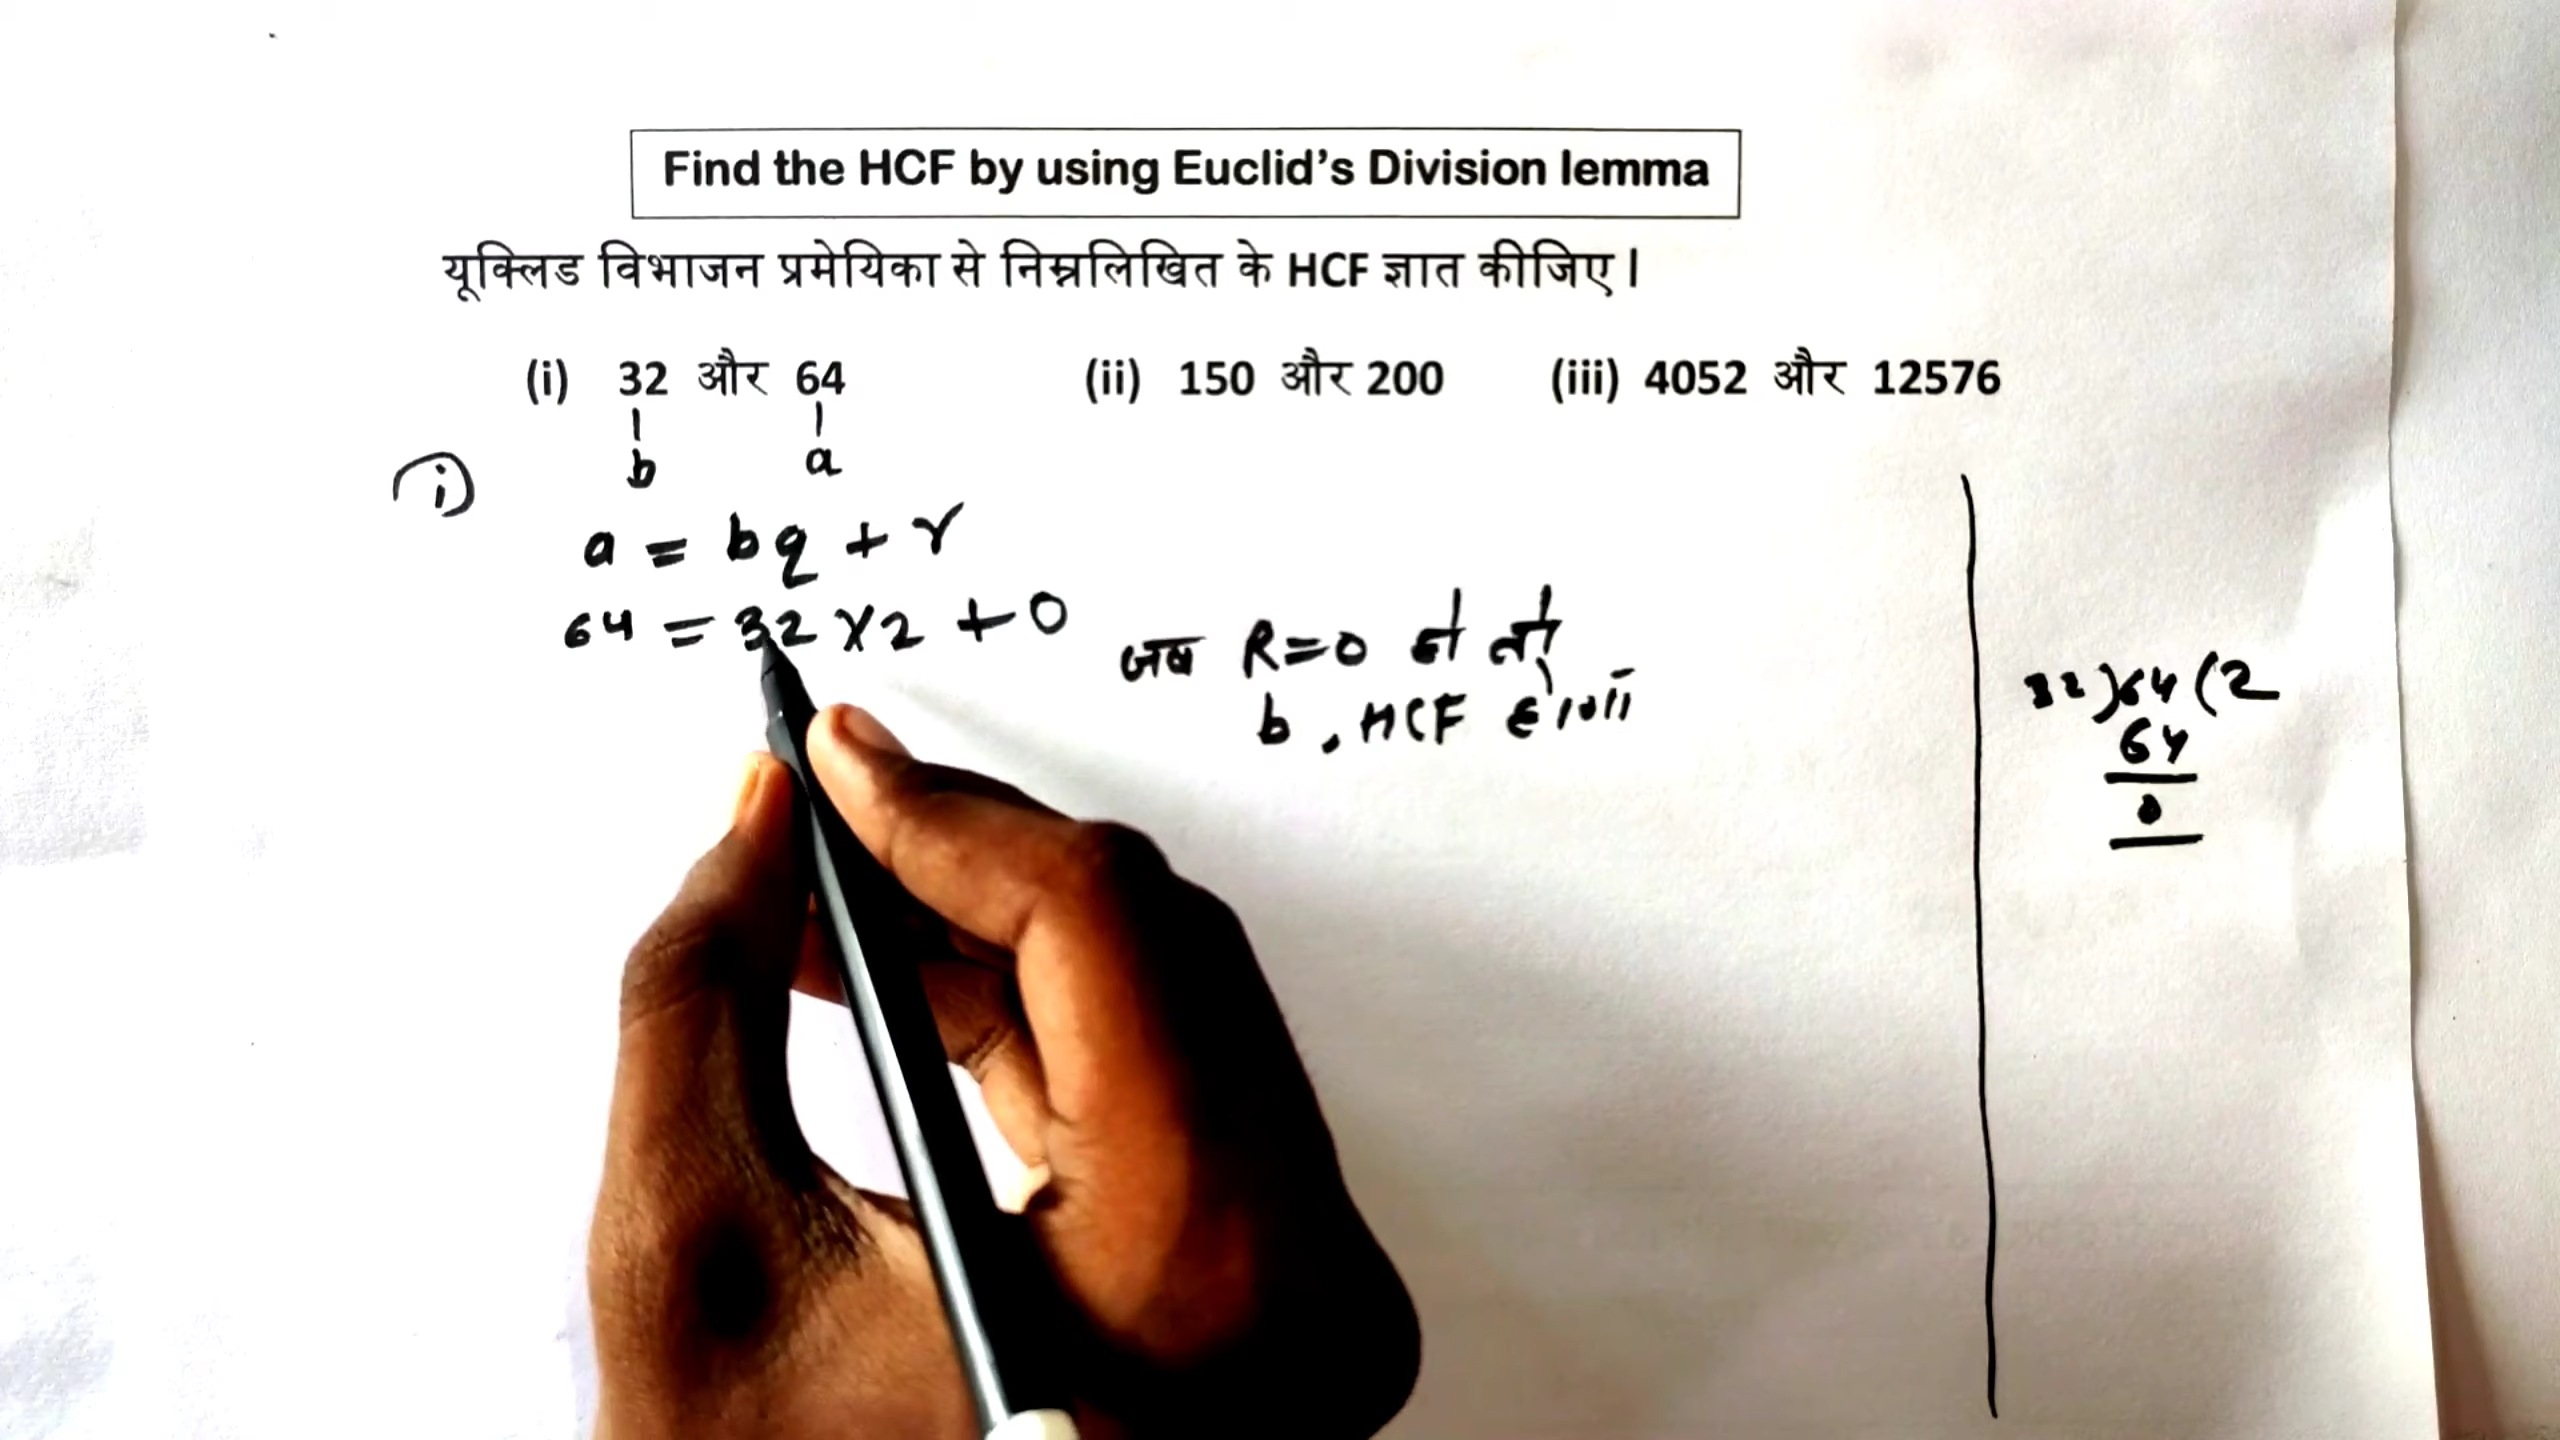 Find the HCF by using Euclid's Division lemma
यूक्लिड विभाजन प्रमेयिका से निम्नलिखित के HCF ज्ञात कीजिए।
(i) 32 और 64 (ii) 150 और 200 (iii) 4052 और 12576
b a
i)
a = bq + r
64 = 32 x 2 + 0
जब R=0 हो तो
b, HCF होगा
32)64(2
64
0